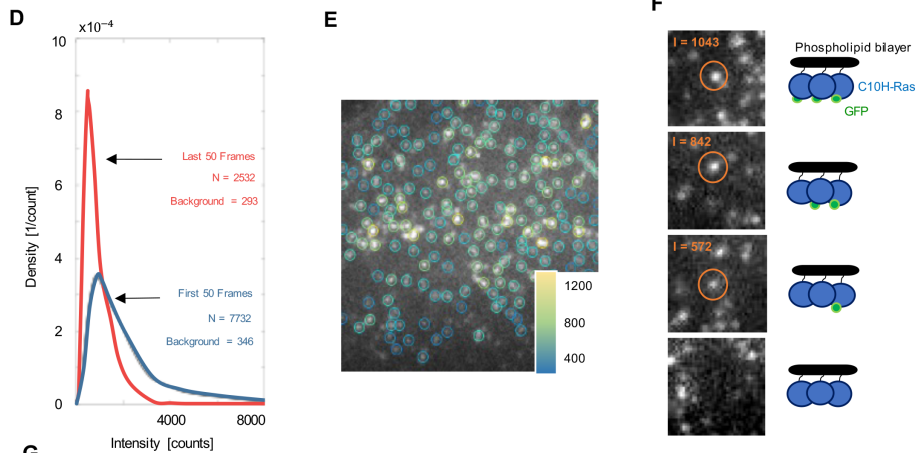 D
x10⁻⁴
10
8
6
4
2
0
Density [1/count]
Last 50 Frames
N = 2532
Background = 293
First 50 Frames
N = 7732
Background = 346
4000
8000
Intensity [counts]
E
1200
800
400
F
I = 1043
I = 842
I = 572
Phospholipid bilayer
C10H-Ras
GFP